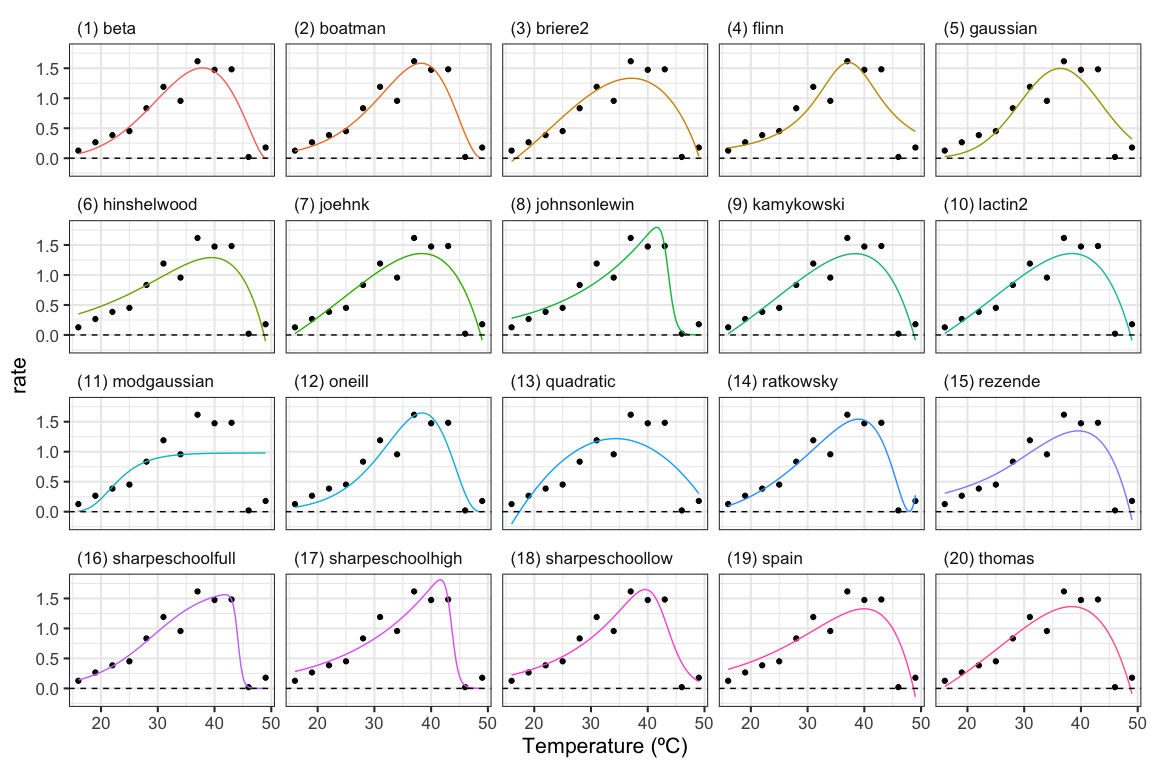 (1) beta (2) boatman (3) briere2 (4) flinn (5) gaussian
1.5
1.0
0.5
0.0
(6) hinshelwood (7) joehnk (8) johnsonlewin (9) kamykowski (10) lactin2
1.5
1.0
0.5
0.0
rate
(11) modgaussian (12) oneill (13) quadratic (14) ratkowsky (15) rezende
1.5
1.0
0.5
0.0
(16) sharpeschoolfull (17) sharpeschoolhigh (18) sharpeschoollow (19) spain (20) thomas
1.5
1.0
0.5
0.0
20 30 40 50 20 30 40 50 20 30 40 50 20 30 40 50 20 30 40 50
Temperature (ºC)